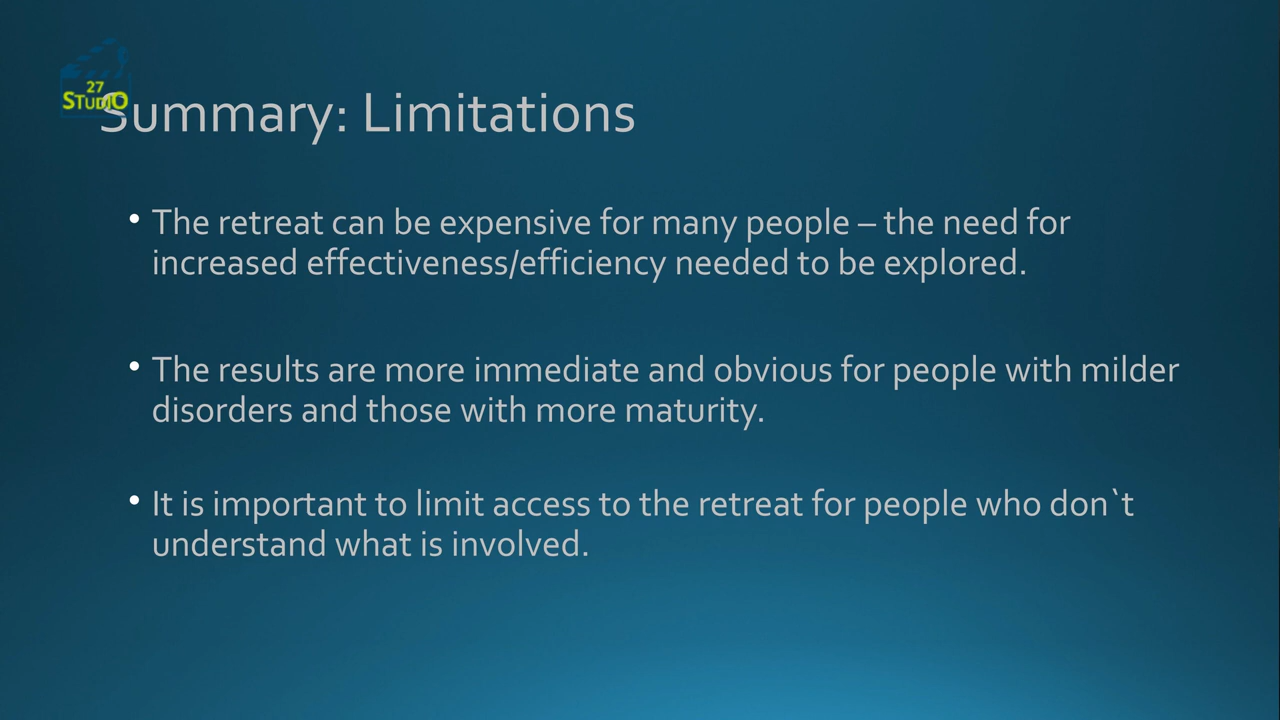 27
STUDIO
Summary: Limitations
• The retreat can be expensive for many people – the need for
increased effectiveness/efficiency needed to be explored.
• The results are more immediate and obvious for people with milder
disorders and those with more maturity.
• It is important to limit access to the retreat for people who don`t
understand what is involved.